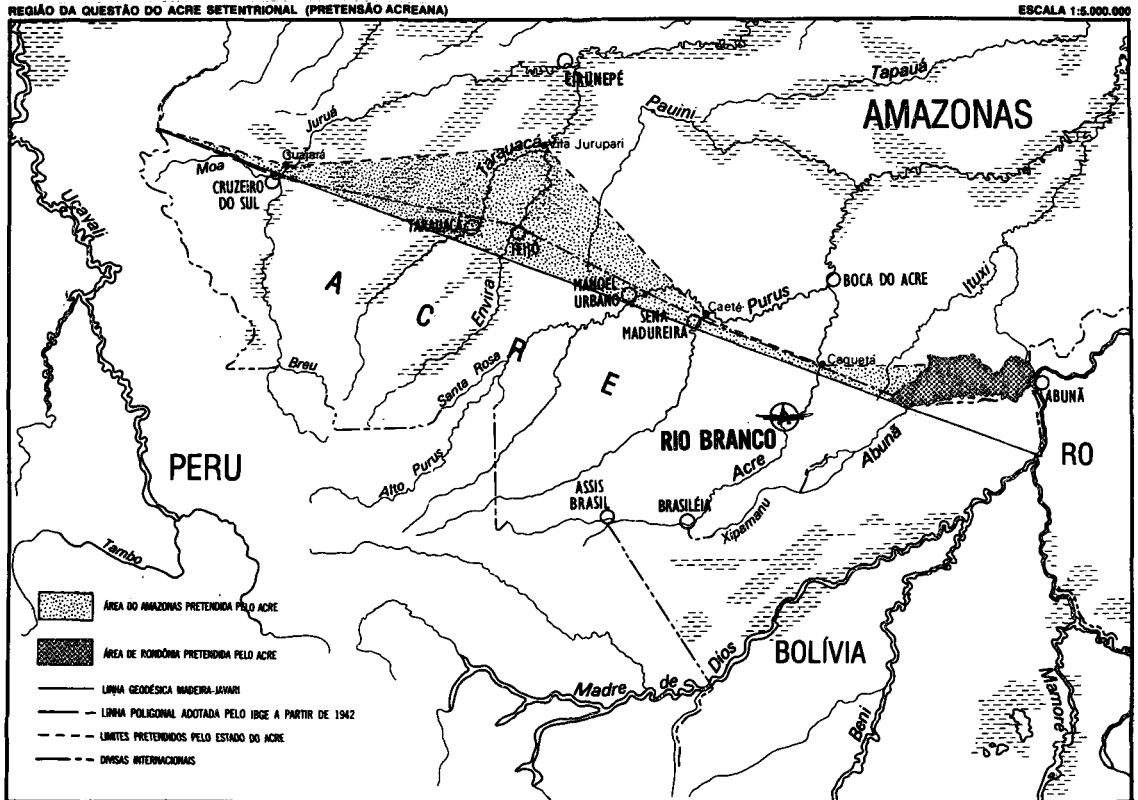 REGIÃO DA QUESTÃO DO ACRE SETENTRIONAL (PRETENSÃO ACREANA)
ESCALA 1:5.000.000
EIRUNEPÉ
Tapauá
Pauini
AMAZONAS
Juruá
Guajará
Tarauacá
Vila Jurupari
Moa
CRUZEIRO
DO SUL
Ucayali
TARAUACÁ
FEIJÓ
A
C
R
E
Envira
MANOEL
URBANO
SENA
MADUREIRA
Caeté
Purus
BOCA DO ACRE
Ituxi
Caquetá
Breu
Santa Rosa
ABUNÃ
RIO BRANCO
Acre
Abunã
RO
PERU
Alto Purus
ASSIS
BRASIL
BRASILÉIA
Xipamanu
Tambo
BOLÍVIA
Madre de Dios
Beni
Mamoré
ÁREA DO AMAZONAS PRETENDIDA PELO ACRE
ÁREA DE RONDÔNIA PRETENDIDA PELO ACRE
LINHA GEODÉSICA MADEIRA-JAVARI
LINHA POLIGONAL ADOTADA PELO IBGE A PARTIR DE 1942
LIMITES PRETENDIDOS PELO ESTADO DO ACRE
DIVISAS INTERNACIONAIS